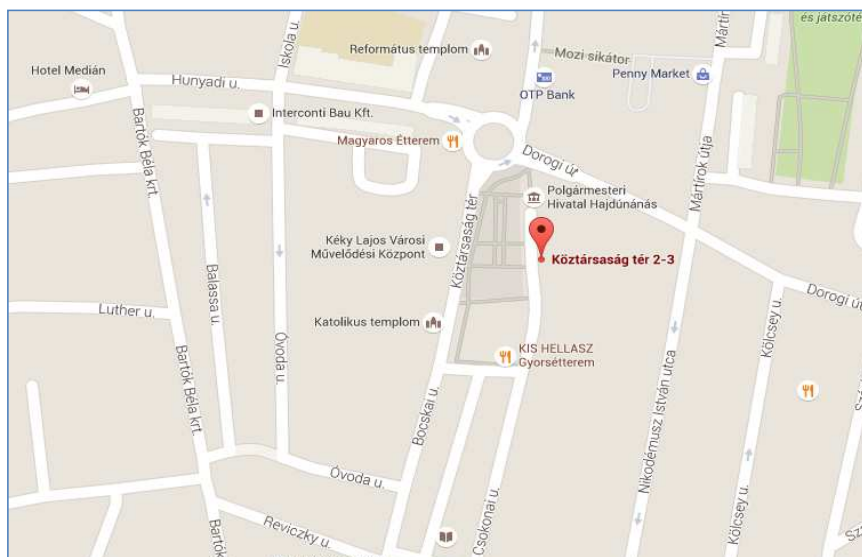 és játszóté
Mártír
Iskola u.
Református templom
Mozi sikátor
Hotel Medián
Hunyadi u.
OTP Bank
Penny Market
Interconti Bau Kft.
Magyaros Étterem
Dorogi út
Mártírok útja
Bartók Béla krt.
Polgármesteri
Hivatal Hajdúnánás
Köztársaság tér
Kéky Lajos Városi
Művelődési Központ
Köztársaság tér 2-3
Balassa u.
Luther u.
Dorogi út
Katolikus templom
Óvoda u.
KIS HELLASZ
Gyorsétterem
Kölcsey u.
Bartók Béla krt.
Bocskai u.
Nikodémusz István utca
Óvoda u.
Reviczky u.
Csokonai u.
Kölcsey u.
Bartók